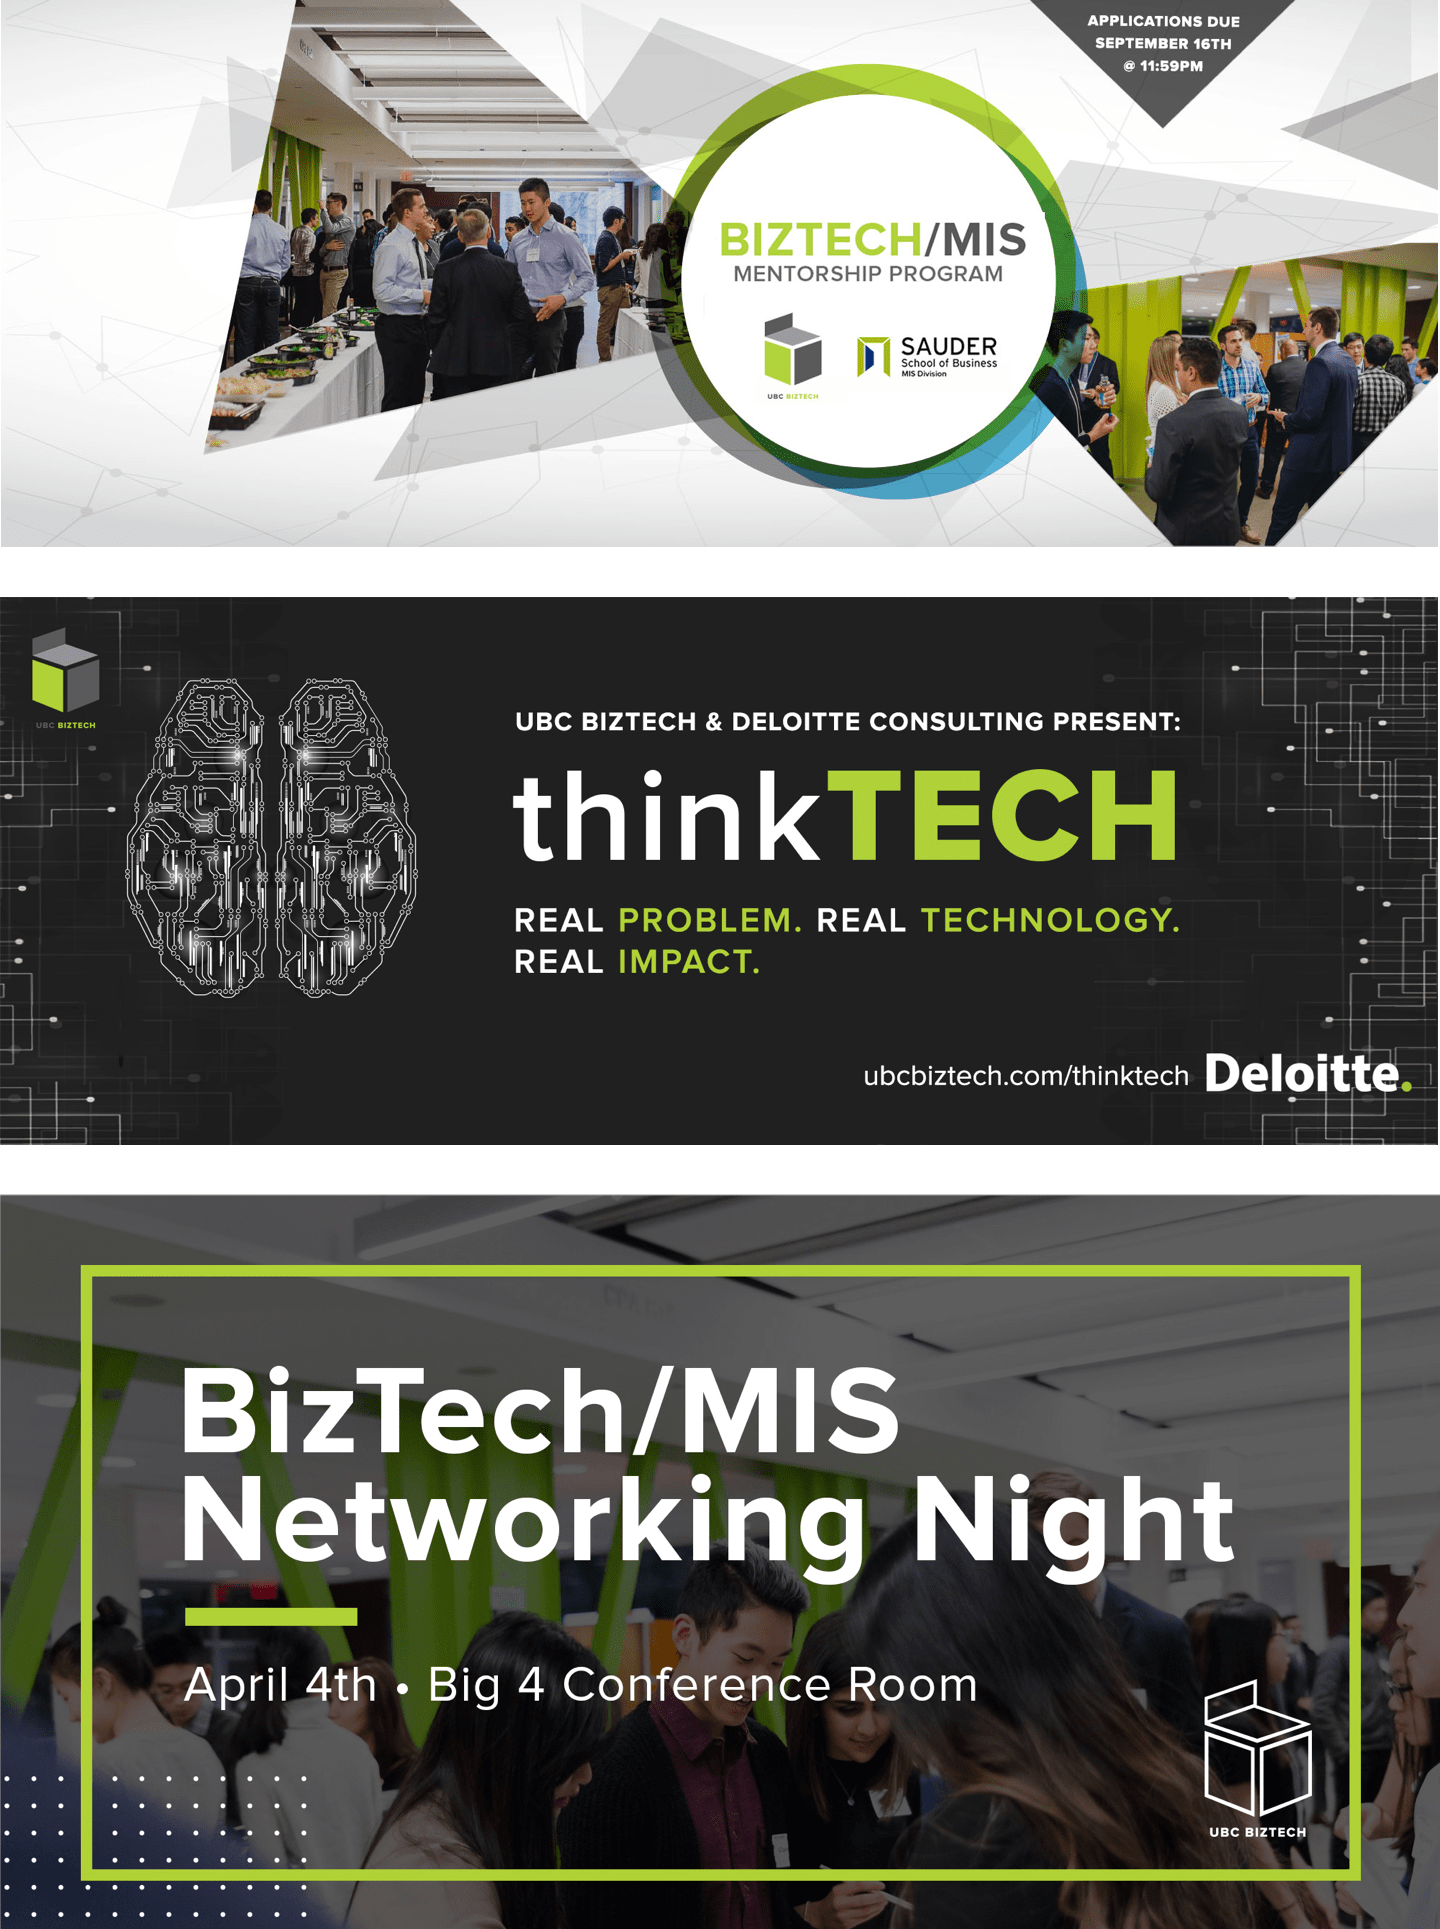 APPLICATIONS DUE
SEPTEMBER 16TH
@ 11:59PM
BIZTECH/MIS
MENTORSHIP PROGRAM
UBC BIZTECH
SAUDER
School of Business
MIS Division
UBC BIZTECH
UBC BIZTECH & DELOITTE CONSULTING PRESENT:
thinkTECH
REAL PROBLEM. REAL TECHNOLOGY.
REAL IMPACT.
ubcbiztech.com/thinktech
Deloitte.
BizTech/MIS
Networking Night
April 4th • Big 4 Conference Room
UBC BIZTECH